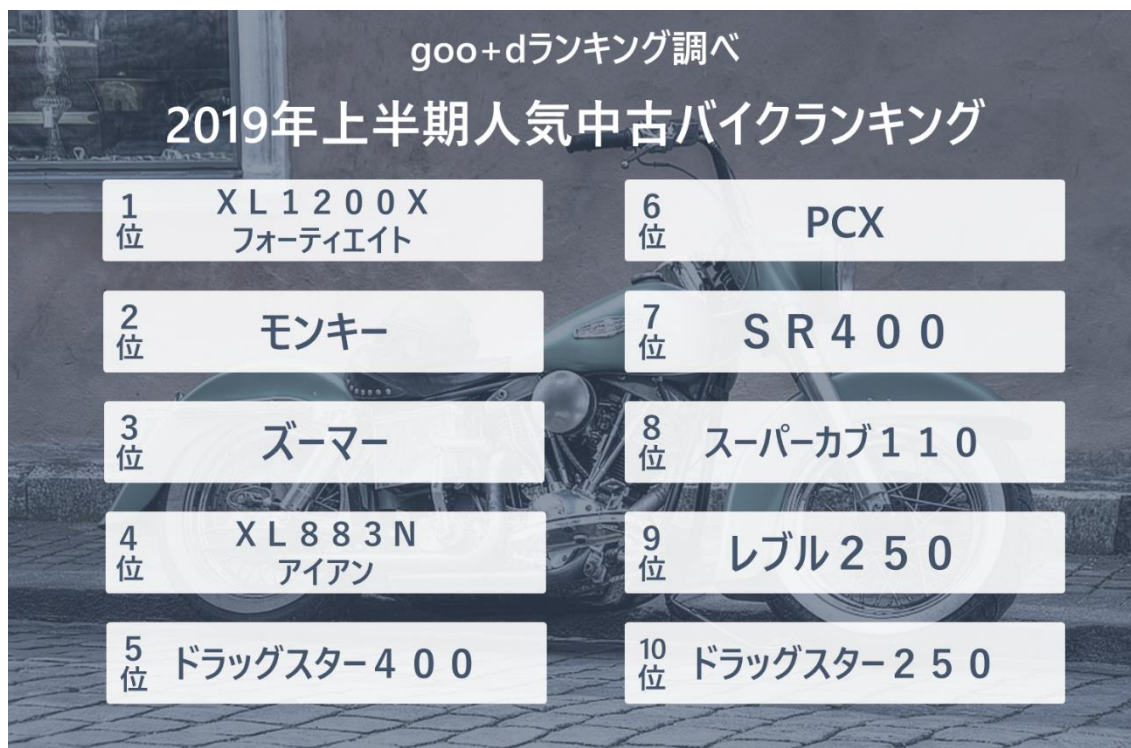 goo+dランキング調べ
2019年上半期人気中古バイクランキング
1位
ＸＬ１２００Ｘ
フォーティエイト
2位
モンキー
3位
ズーマー
4位
ＸＬ８８３Ｎ
アイアン
5位
ドラッグスター４００
6位
PCX
7位
ＳＲ４００
8位
スーパーカブ１１０
9位
レブル２５０
10位
ドラッグスター２５０